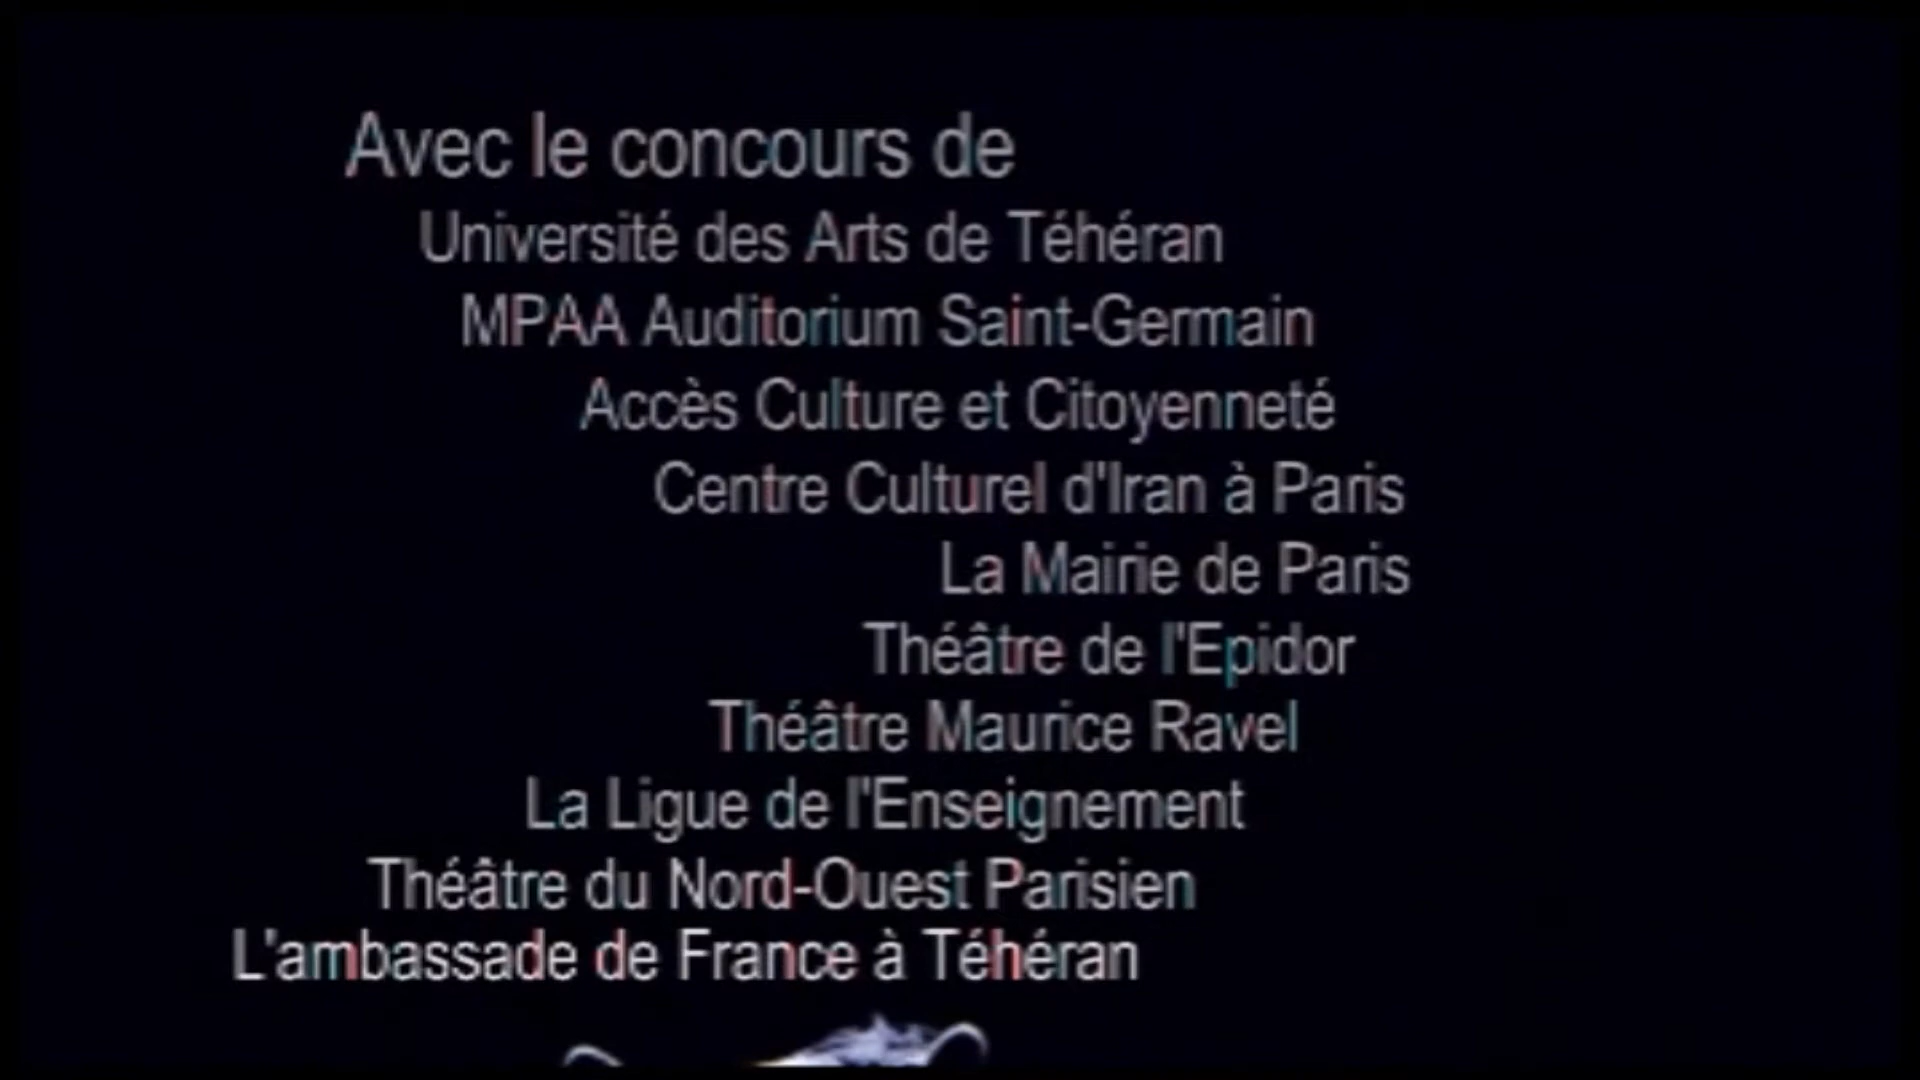 Avec le concours de
Université des Arts de Téhéran
MPAA Auditorium Saint-Germain
Accès Culture et Citoyenneté
Centre Culturel d'Iran à Paris
La Mairie de Paris
Théâtre de l'Epidor
Théâtre Maurice Ravel
La Ligue de l'Enseignement
Théâtre du Nord-Ouest Parisien
L'ambassade de France à Téhéran